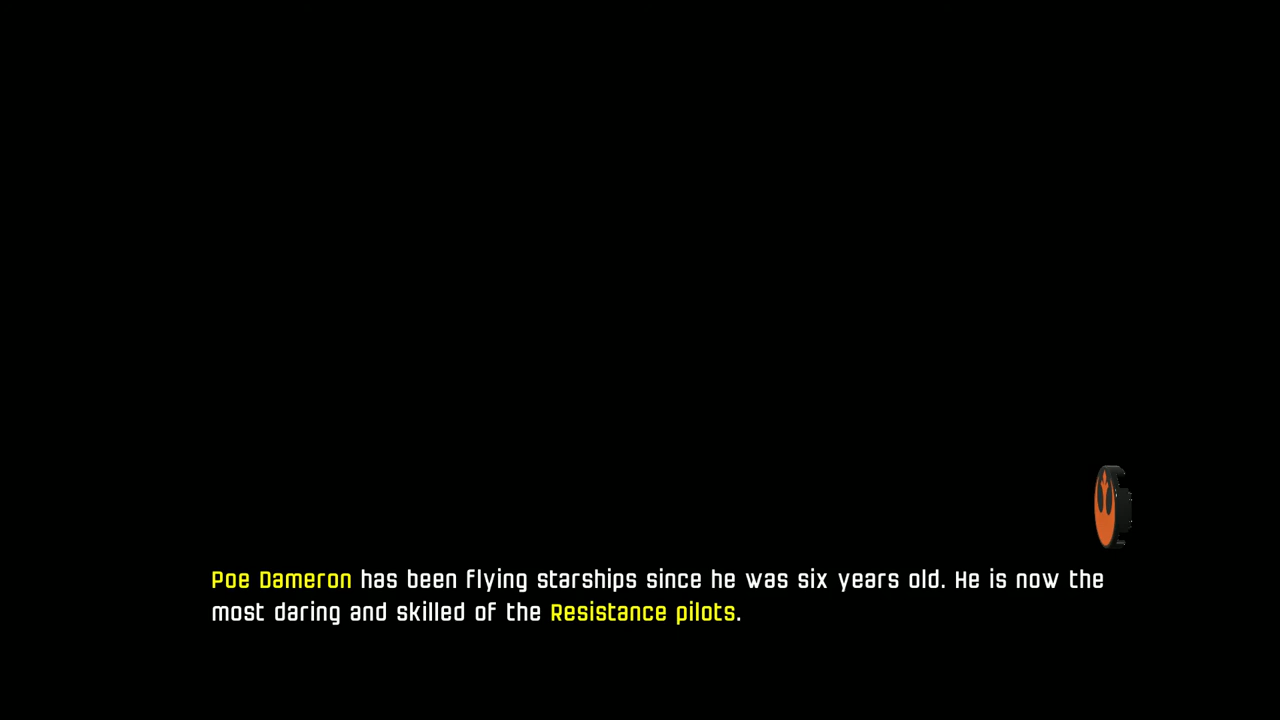 Poe Dameron has been flying starships since he was six years old. He is now the
most daring and skilled of the Resistance pilots.